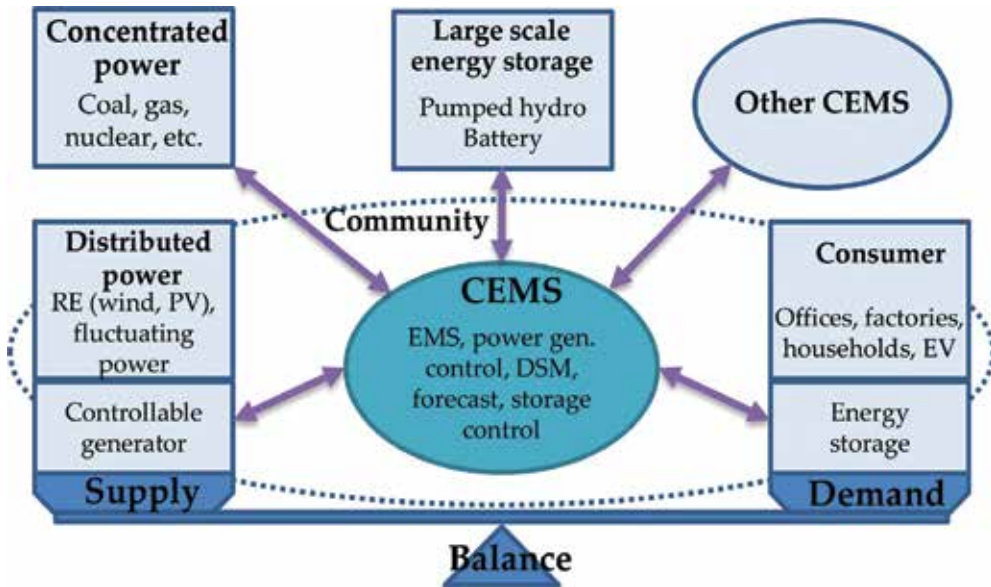 Concentrated
power
Coal, gas,
nuclear, etc.
Large scale
energy storage
Pumped hydro
Battery
Other CEMS
Community
Distributed
power
RE (wind, PV),
fluctuating
power
Controllable
generator
Supply
CEMS
EMS, power gen.
control, DSM,
forecast, storage
control
Consumer
Offices, factories,
households, EV
Energy
storage
Demand
Balance